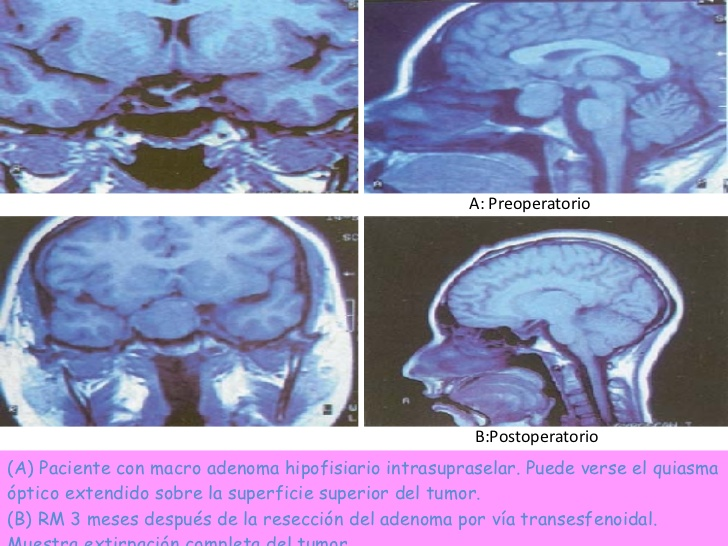 A: Preoperatorio
B:Postoperatorio
(A) Paciente con macro adenoma hipofisiario intrasupraselar. Puede verse el quiasma
óptico extendido sobre la superficie superior del tumor.
(B) RM 3 meses después de la resección del adenoma por vía transesfenoidal.
Muestra extirpación completa del tumor